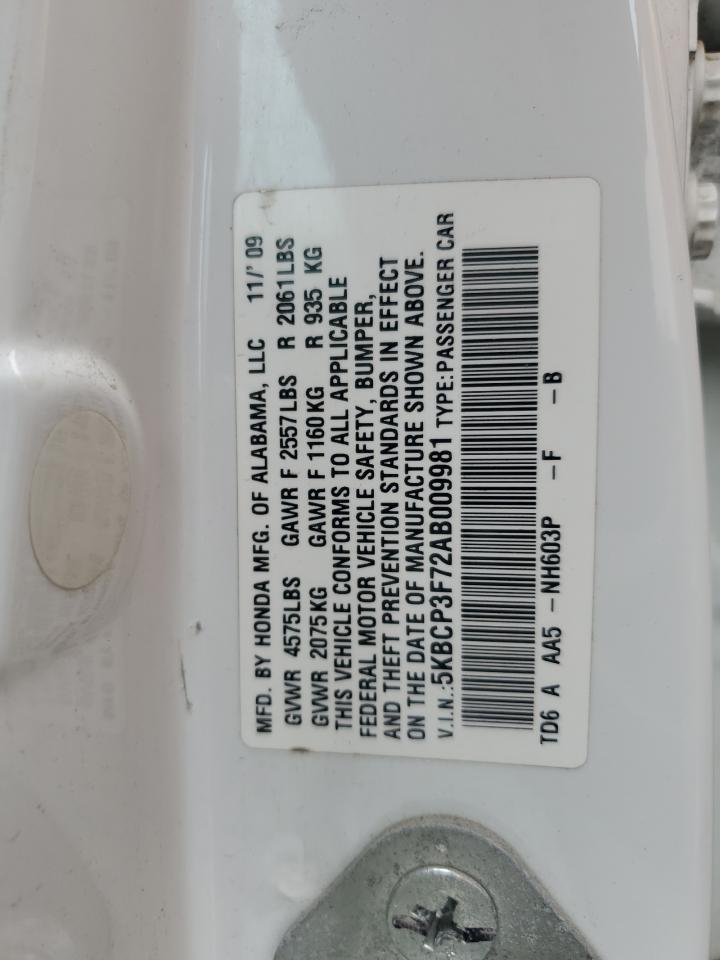 MFD. BY HONDA MFG. OF ALABAMA, LLC 11/'09
GVWR 4575LBS GAWR F 2557LBS R 2061LBS
GVWR 2075KG GAWR F 1160KG R 935 KG
THIS VEHICLE CONFORMS TO ALL APPLICABLE
FEDERAL MOTOR VEHICLE SAFETY, BUMPER,
AND THEFT PREVENTION STANDARDS IN EFFECT
ON THE DATE OF MANUFACTURE SHOWN ABOVE.
V.I.N.:5KBCP3F72AB009981 TYPE:PASSENGER CAR
TD6 A AA5 -NH603P -F -B